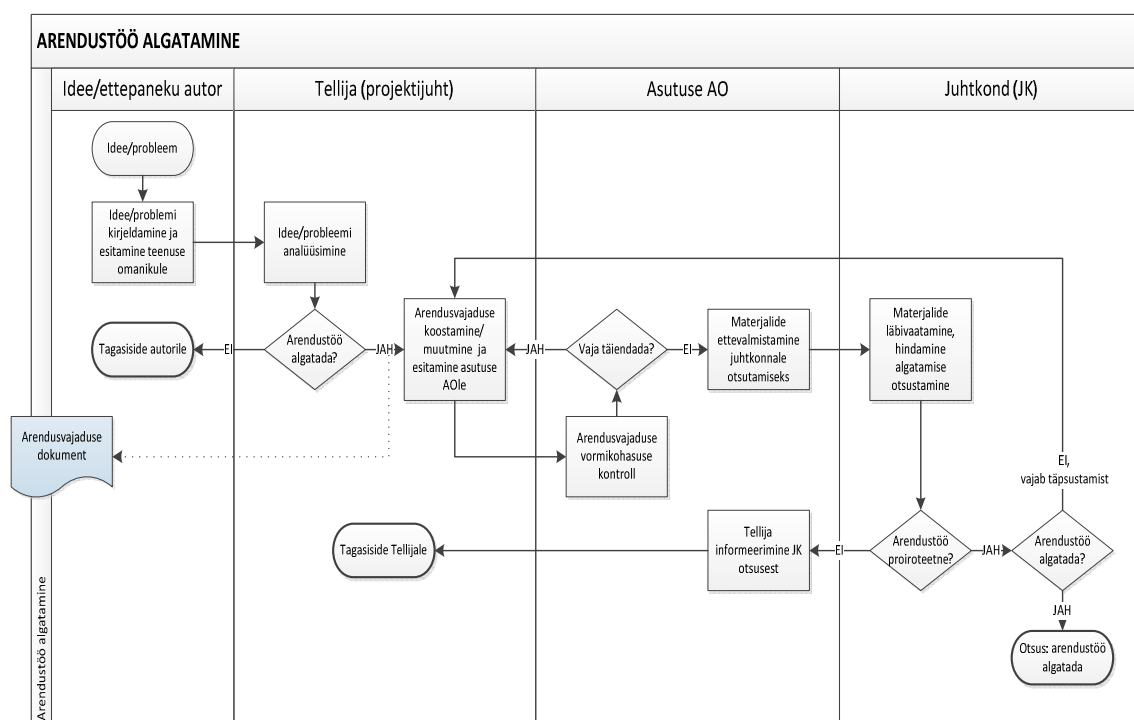 ARENDUSTÖÖ ALGATAMINE
Idee/ettepaneku autor
Tellija (projektijuht)
Asutuse AO
Juhtkond (JK)
Idee/probleem
Idee/problemi
kirjeldamine ja
esitamine teenuse
omanikule
Idee/probleemi
analüüsimine
Tagasiside autorile
EI
Arendustöö
algatada?
JAH
Arendusvajaduse
koostamine/
muutmine ja
esitamine asutuse
AOle
JAH
Vaja täiendada?
EI
Materjalide
ettevalmistamine
juhtkonnale
otsutamiseks
Materjalide
läbivaatamine,
hindamine
algatamise
otsustamine
Arendusvajaduse
dokument
Arendusvajaduse
vormikohasuse
kontroll
EI,
vajab täpsustamist
Tagasiside Tellijale
Tellija
informeerimine JK
otsusest
EI
Arendustöö
proiroteetne?
JAH
Arendustöö
algatada?
JAH
Otsus: arendustöö
algatada
Arendustöö algatamine